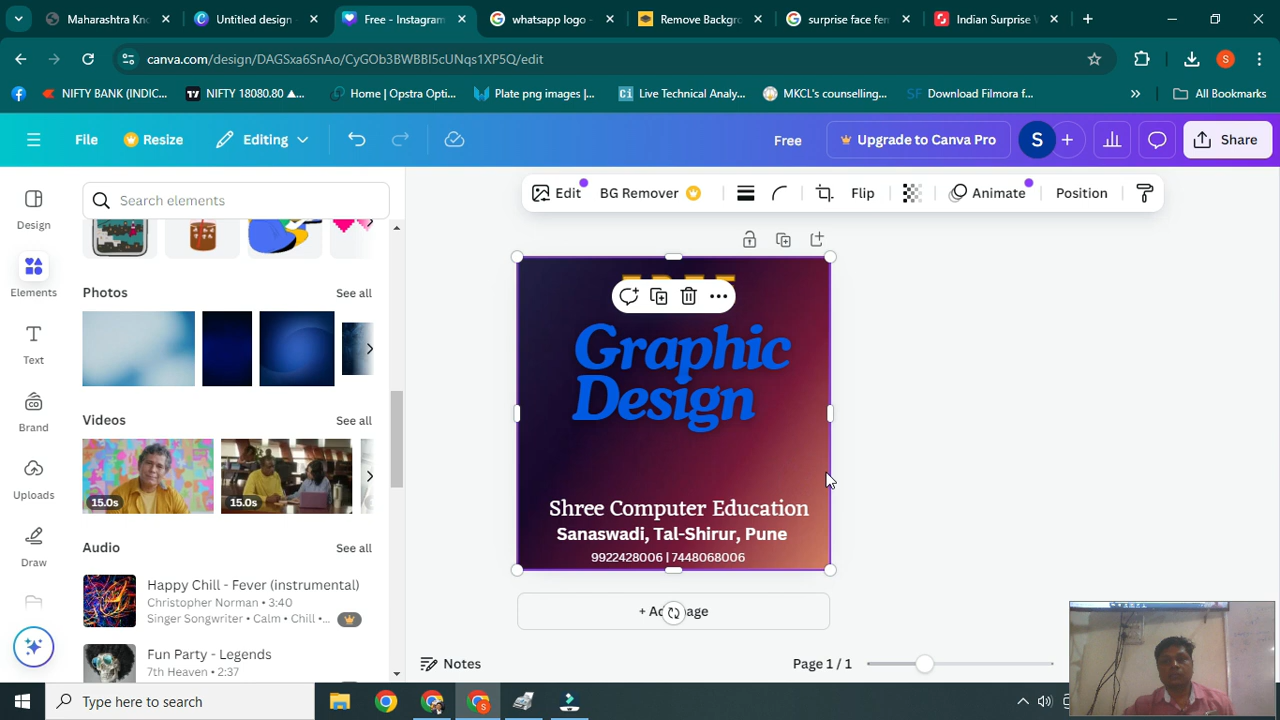 Maharashtra Kno
Untitled design
Free - Instagram
whatsapp logo -
Remove Backgro
surprise face fem
Indian Surprise W
canva.com/design/DAGSxa6SnAo/CyGOb3BWBBI5cUNqs1XP5Q/edit
NIFTY BANK (INDIC...
NIFTY 18080.80 ▲...
Home | Opstra Opti...
Plate png images |...
Live Technical Analy...
MKCL's counselling...
Download Filmora f...
All Bookmarks
File
Resize
Editing
Free
S
Upgrade to Canva Pro
Share
Search elements
Edit
BG Remover
Flip
Animate
Position
Design
Elements
Text
Brand
Uploads
Draw
Photos
See all
Videos
See all
15.0s
15.0s
Audio
See all
Happy Chill - Fever (instrumental)
Christopher Norman • 3:40
Singer Songwriter • Calm • Chill •...
Fun Party - Legends
7th Heaven • 2:37
Graphic
Design
Shree Computer Education
Sanaswadi, Tal-Shirur, Pune
9922428006 | 7448068006
Notes
Page 1 / 1
Type here to search